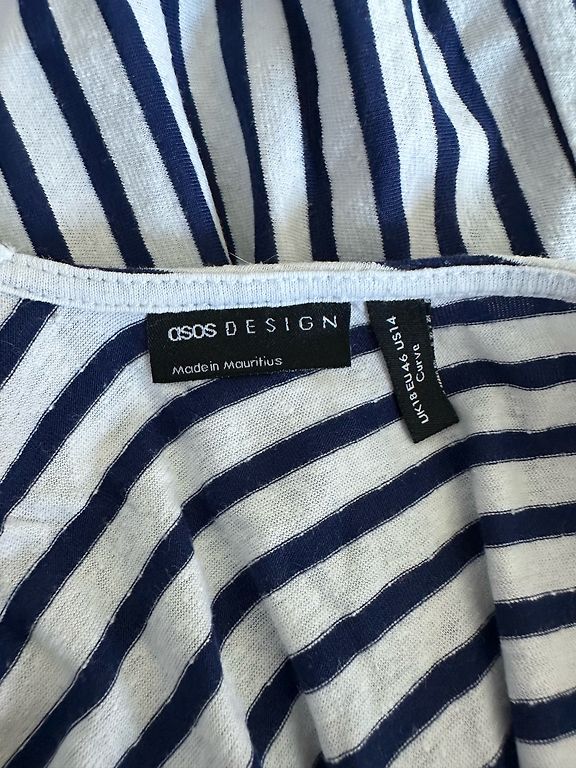 asos DESIGN
Made in Mauritius
UK18 EU46 US14
Curve